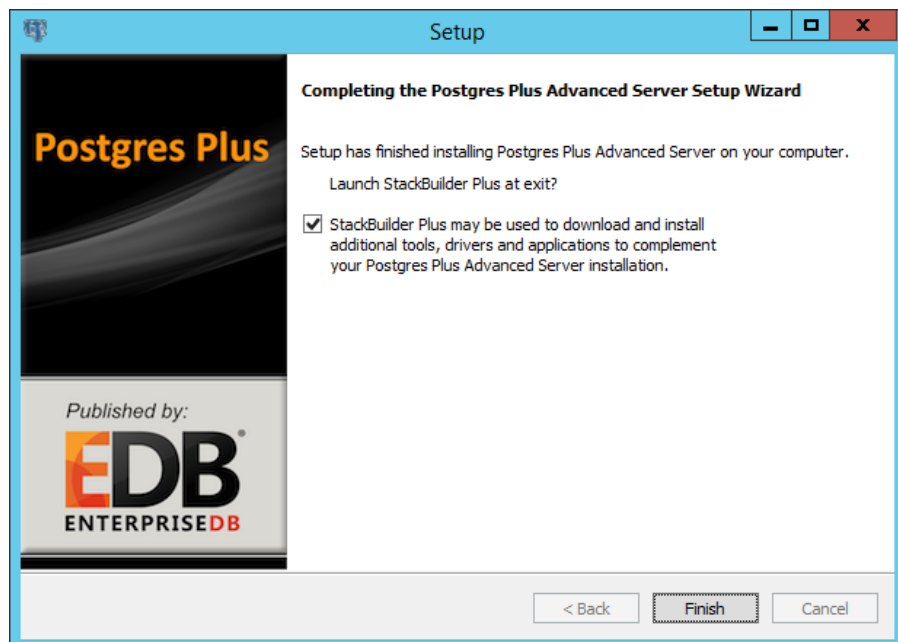 Setup
Postgres Plus
Published by:
EDB®
ENTERPRISEDB
Completing the Postgres Plus Advanced Server Setup Wizard
Setup has finished installing Postgres Plus Advanced Server on your computer.
Launch StackBuilder Plus at exit?
StackBuilder Plus may be used to download and install
additional tools, drivers and applications to complement
your Postgres Plus Advanced Server installation.
< Back
Finish
Cancel